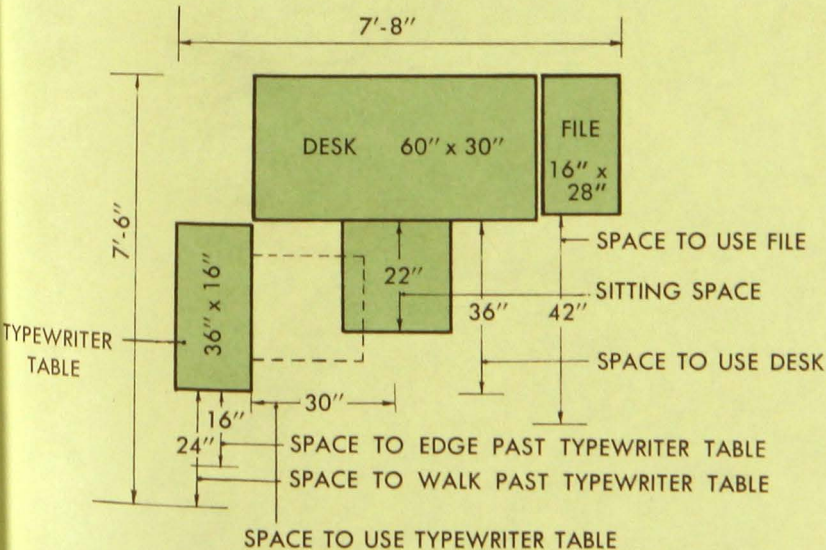 7'-8"
DESK 60" x 30"
FILE
16" x
28"
7'-6"
36" x 16"
22"
36"
42"
SPACE TO USE FILE
SITTING SPACE
SPACE TO USE DESK
TYPEWRITER
TABLE
30"
16"
24"
SPACE TO EDGE PAST TYPEWRITER TABLE
SPACE TO WALK PAST TYPEWRITER TABLE
SPACE TO USE TYPEWRITER TABLE